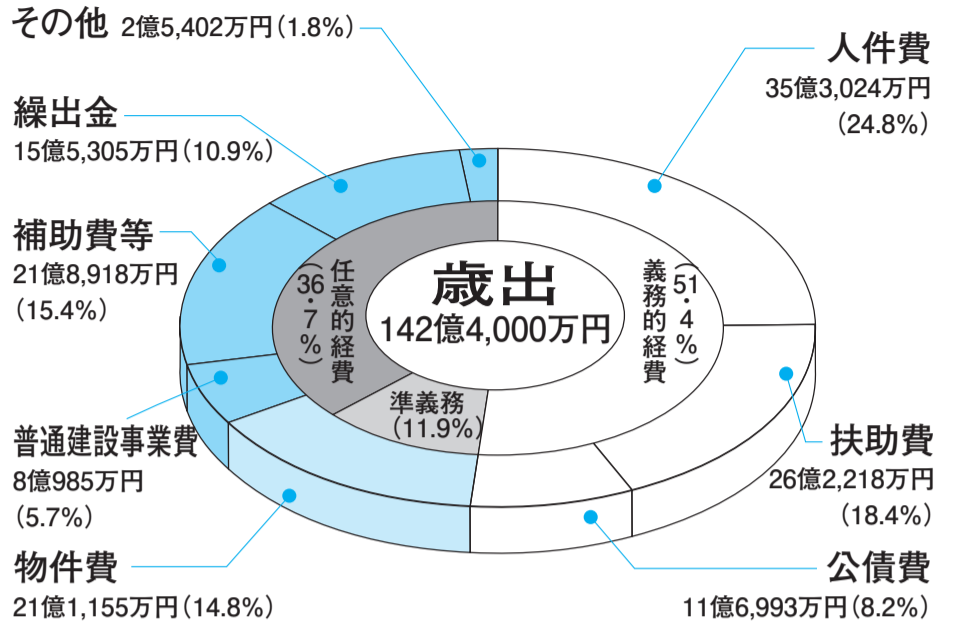 その他 2億5,402万円(1.8%)
人件費
35億3,024万円
(24.8%)
繰出金
15億5,305万円(10.9%)
補助費等
21億8,918万円
(15.4%)
任意的経費
(36・7%)
歳出
142億4,000万円
義務的経費
(51・4%)
準義務
(11.9%)
普通建設事業費
8億985万円
(5.7%)
扶助費
26億2,218万円
(18.4%)
物件費
21億1,155万円(14.8%)
公債費
11億6,993万円(8.2%)